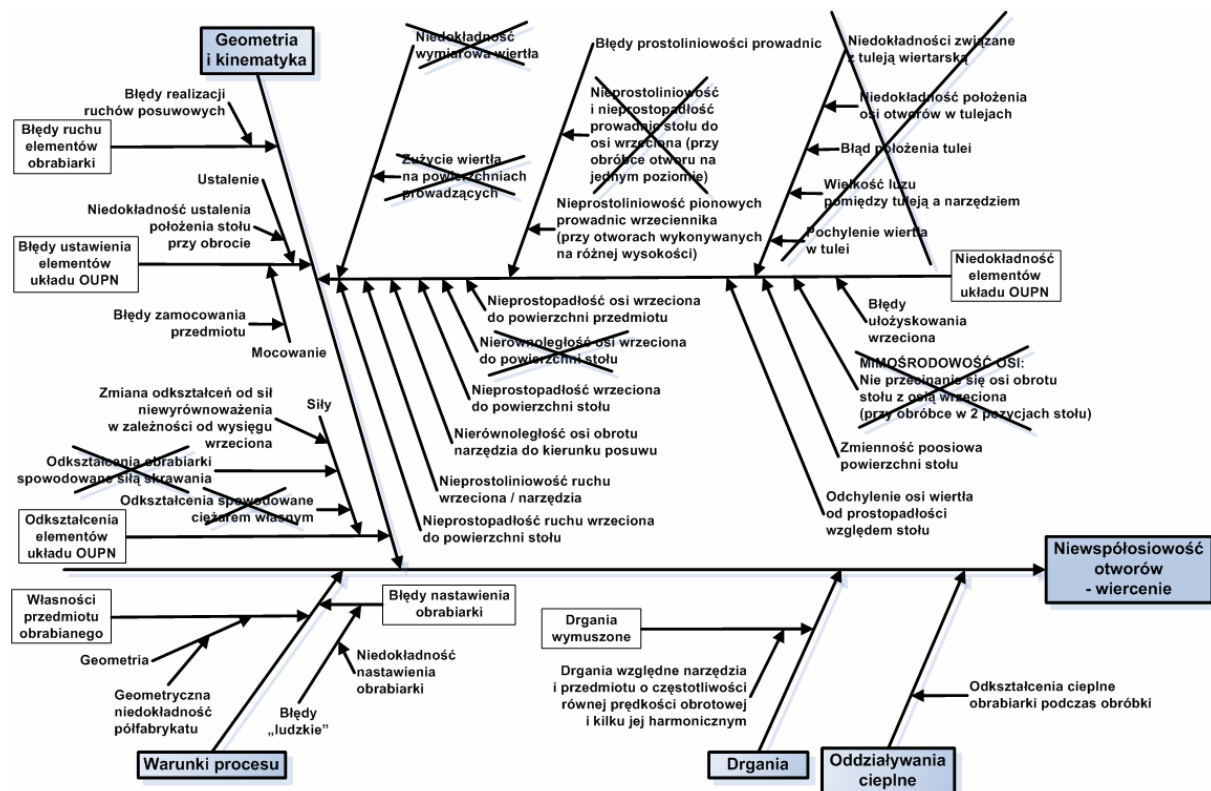 Geometria
i kinematyka
Niedokładność
wymiarowa wiertła
Błędy prostoliniowości prowadnic
Niedokładności związane
z tuleją wiertarską
Błędy realizacji
ruchów posuwowych
Błędy ruchu
elementów
obrabiarki
Nieprostoliniowość
i nieprostopadłość
prowadnic stołu do
osi wrzeciona (przy
obróbce otworu na
jednym poziomie)
Niedokładność położenia
osi otworów w tulejach
Błąd położenia tulei
Zużycie wiertła
na powierzchniach
prowadzących
Wielkość luzu
pomiędzy tuleją a narzędziem
Ustalenie
Niedokładność ustalenia
położenia stołu
przy obrocie
Nieprostoliniowość pionowych
prowadnic wrzeciennika
(przy otworach wykonywanych
na różnej wysokości)
Pochylenie wiertła
w tulei
Błędy ustawienia
elementów
układu OUPN
Niedokładność
elementów
układu OUPN
Błędy zamocowania
przedmiotu
Mocowanie
Nieprostopadłość osi wrzeciona
do powierzchni przedmiotu
Błędy
ułożyskowania
wrzeciona
Nierównoległość osi wrzeciona
do powierzchni stołu
MIMOŚRODOWOŚĆ OSI:
Nie przecinanie się osi obrotu
stołu z osią wrzeciona
(przy obróbce w 2 pozycjach stołu)
Zmiana odkształceń od sił
niewyrównoważenia
w zależności od wysięgu
wrzeciona
Siły
Nieprostopadłość wrzeciona
do powierzchni stołu
Nierównoległość osi obrotu
narzędzia do kierunku posuwu
Zmienność poosiowa
powierzchni stołu
Odkształcenia obrabiarki
spowodowane siłą skrawania
Nieprostoliniowość ruchu
wrzeciona / narzędzia
Odkształcenia spowodowane
ciężarem własnym
Odchylenie osi wiertła
od prostopadłości
względem stołu
Odkształcenia
elementów
układu OUPN
Nieprostopadłość ruchu wrzeciona
do powierzchni stołu
Niewspółosiowość
otworów
- wiercenie
Własności
przedmiotu
obrabianego
Błędy nastawienia
obrabiarki
Drgania
wymuszone
Geometria
Niedokładność
nastawienia
obrabiarki
Geometryczna
niedokładność
półfabrykatu
Błędy
„ludzkie”
Drgania względne narzędzia
i przedmiotu o częstotliwości
równej prędkości obrotowej
i kilku jej harmonicznym
Odkształcenia cieplne
obrabiarki podczas obróbki
Warunki procesu
Drgania
Oddziaływania
cieplne